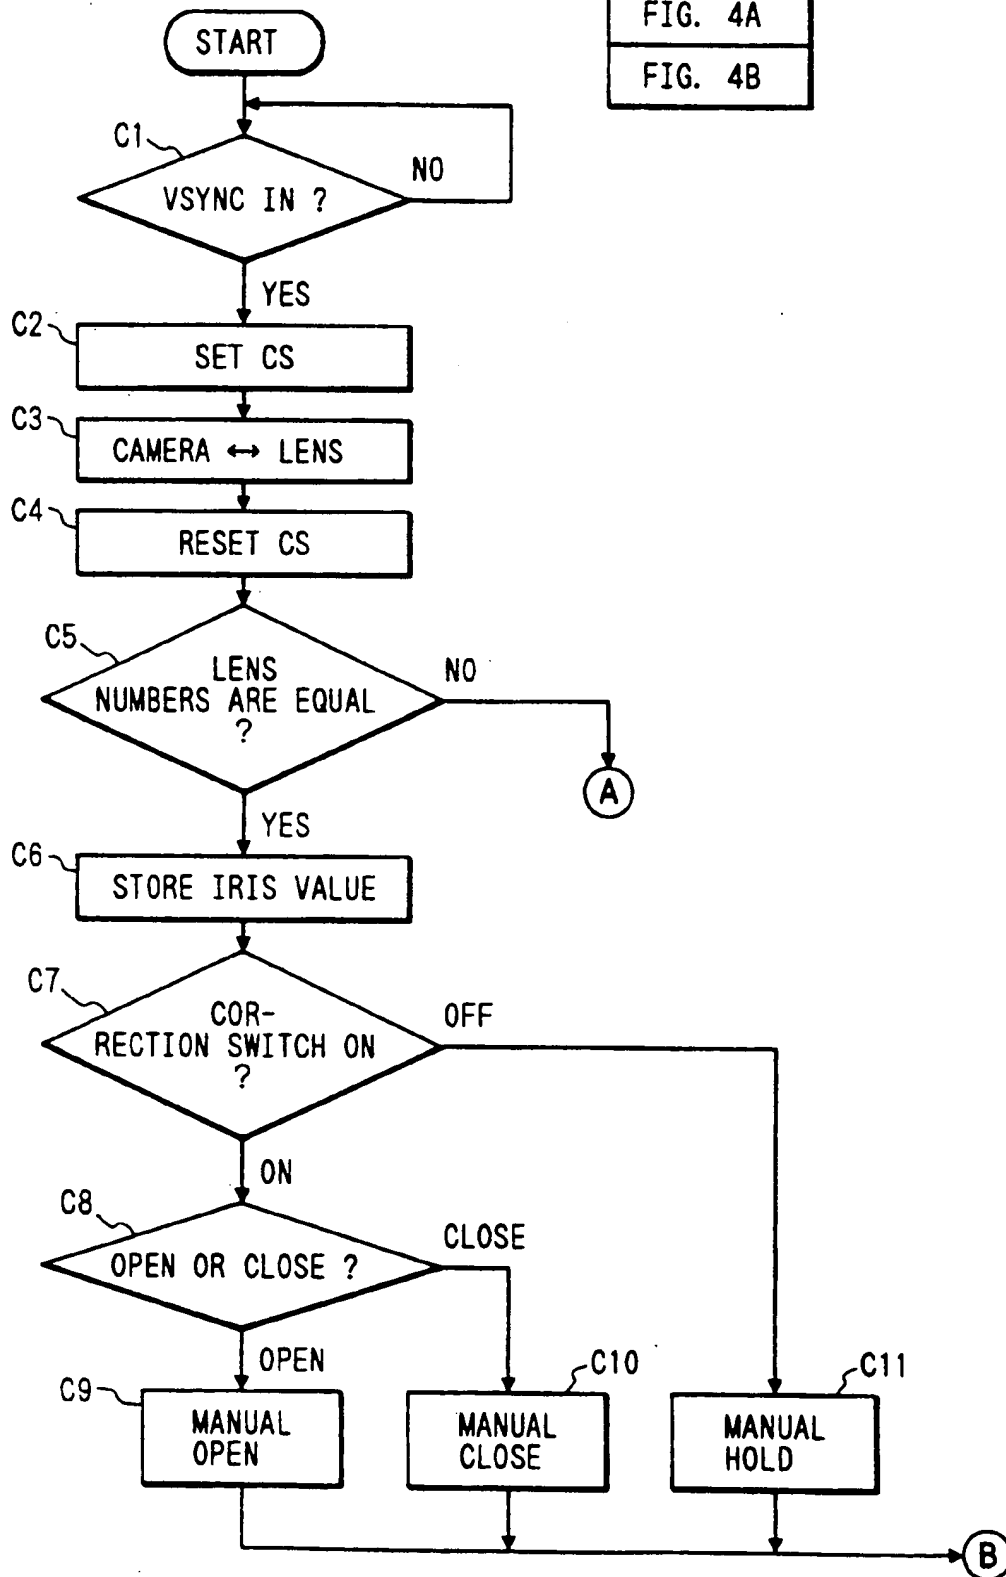 FIG. 4A
FIG. 4B
START
C1
VSYNC IN ?
NO
YES
C2
SET CS
C3
CAMERA ↔ LENS
C4
RESET CS
C5
LENS
NUMBERS ARE EQUAL
?
NO
A
YES
C6
STORE IRIS VALUE
C7
COR-
RECTION SWITCH ON
?
OFF
ON
C8
OPEN OR CLOSE ?
CLOSE
OPEN
C9
MANUAL
OPEN
C10
MANUAL
CLOSE
C11
MANUAL
HOLD
B